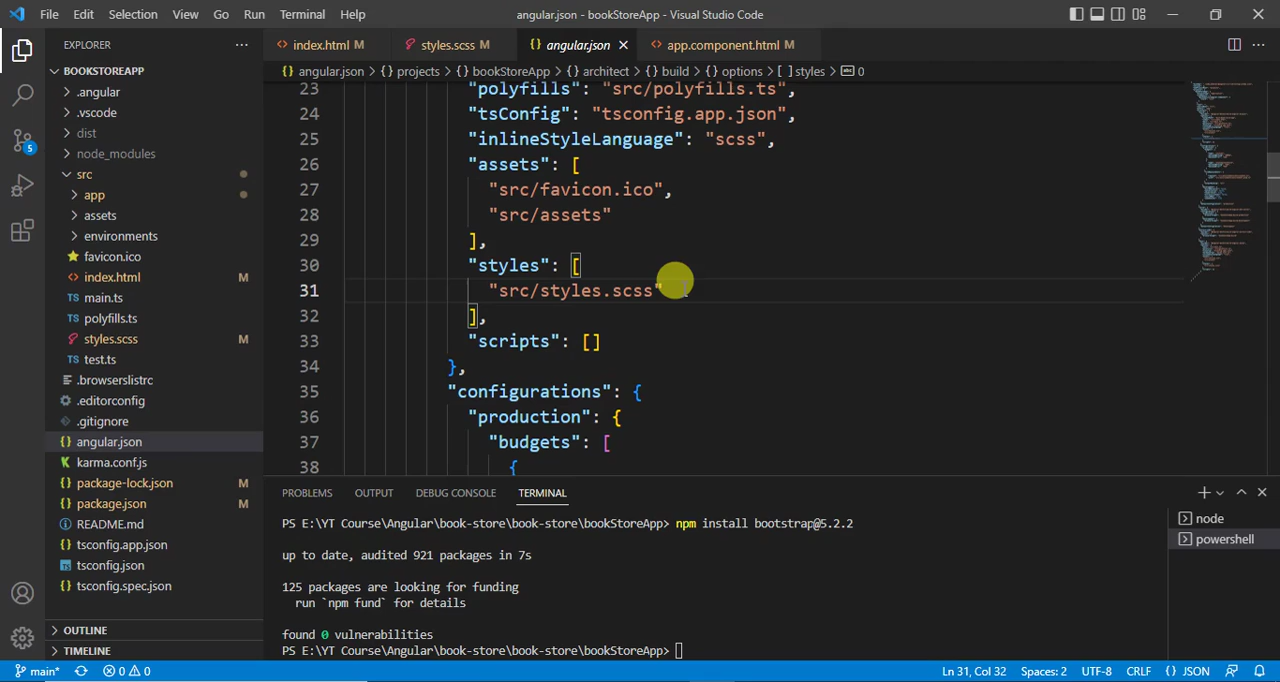 File Edit Selection View Go Run Terminal Help
angular.json - bookStoreApp - Visual Studio Code
EXPLORER
index.html M
styles.scss M
{} angular.json
<> app.component.html M
BOOKSTOREAPP
{} angular.json > {} projects > {} bookStoreApp > {} architect > {} build > {} options > [ ] styles > abc 0
.angular
.vscode
dist
node_modules
src
app
assets
environments
favicon.ico
<> index.html M
TS main.ts
TS polyfills.ts
styles.scss M
TS test.ts
.browserslistrc
.editorconfig
.gitignore
{} angular.json
karma.conf.js
{} package-lock.json M
{} package.json M
README.md
{} tsconfig.app.json
tsconfig.json
{} tsconfig.spec.json
OUTLINE
TIMELINE
23 "polyfills": "src/polyfills.ts",
24 "tsConfig": "tsconfig.app.json",
25 "inlineStyleLanguage": "scss",
26 "assets": [
27 "src/favicon.ico",
28 "src/assets"
29 ],
30 "styles": [
31 "src/styles.scss"
32 ],
33 "scripts": []
34 },
35 "configurations": {
36 "production": {
37 "budgets": [
38 {
PROBLEMS OUTPUT DEBUG CONSOLE TERMINAL
PS E:\YT Course\Angular\book-store\book-store\bookStoreApp> npm install bootstrap@5.2.2
up to date, audited 921 packages in 7s
125 packages are looking for funding
run `npm fund` for details
found 0 vulnerabilities
PS E:\YT Course\Angular\book-store\book-store\bookStoreApp>
node
powershell
5
main* 0 0
Ln 31, Col 32 Spaces: 2 UTF-8 CRLF {} JSON